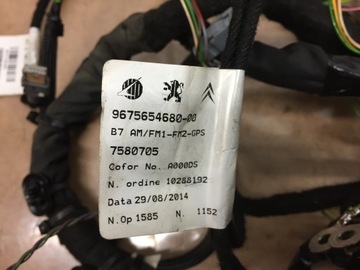 9675654680-00
B7 AM/FM1-FM2-GPS
7580705
Cofor No. A000DS
N. ordine 10288192
Data 29/08/2014
N.Op 1585 N. 1152